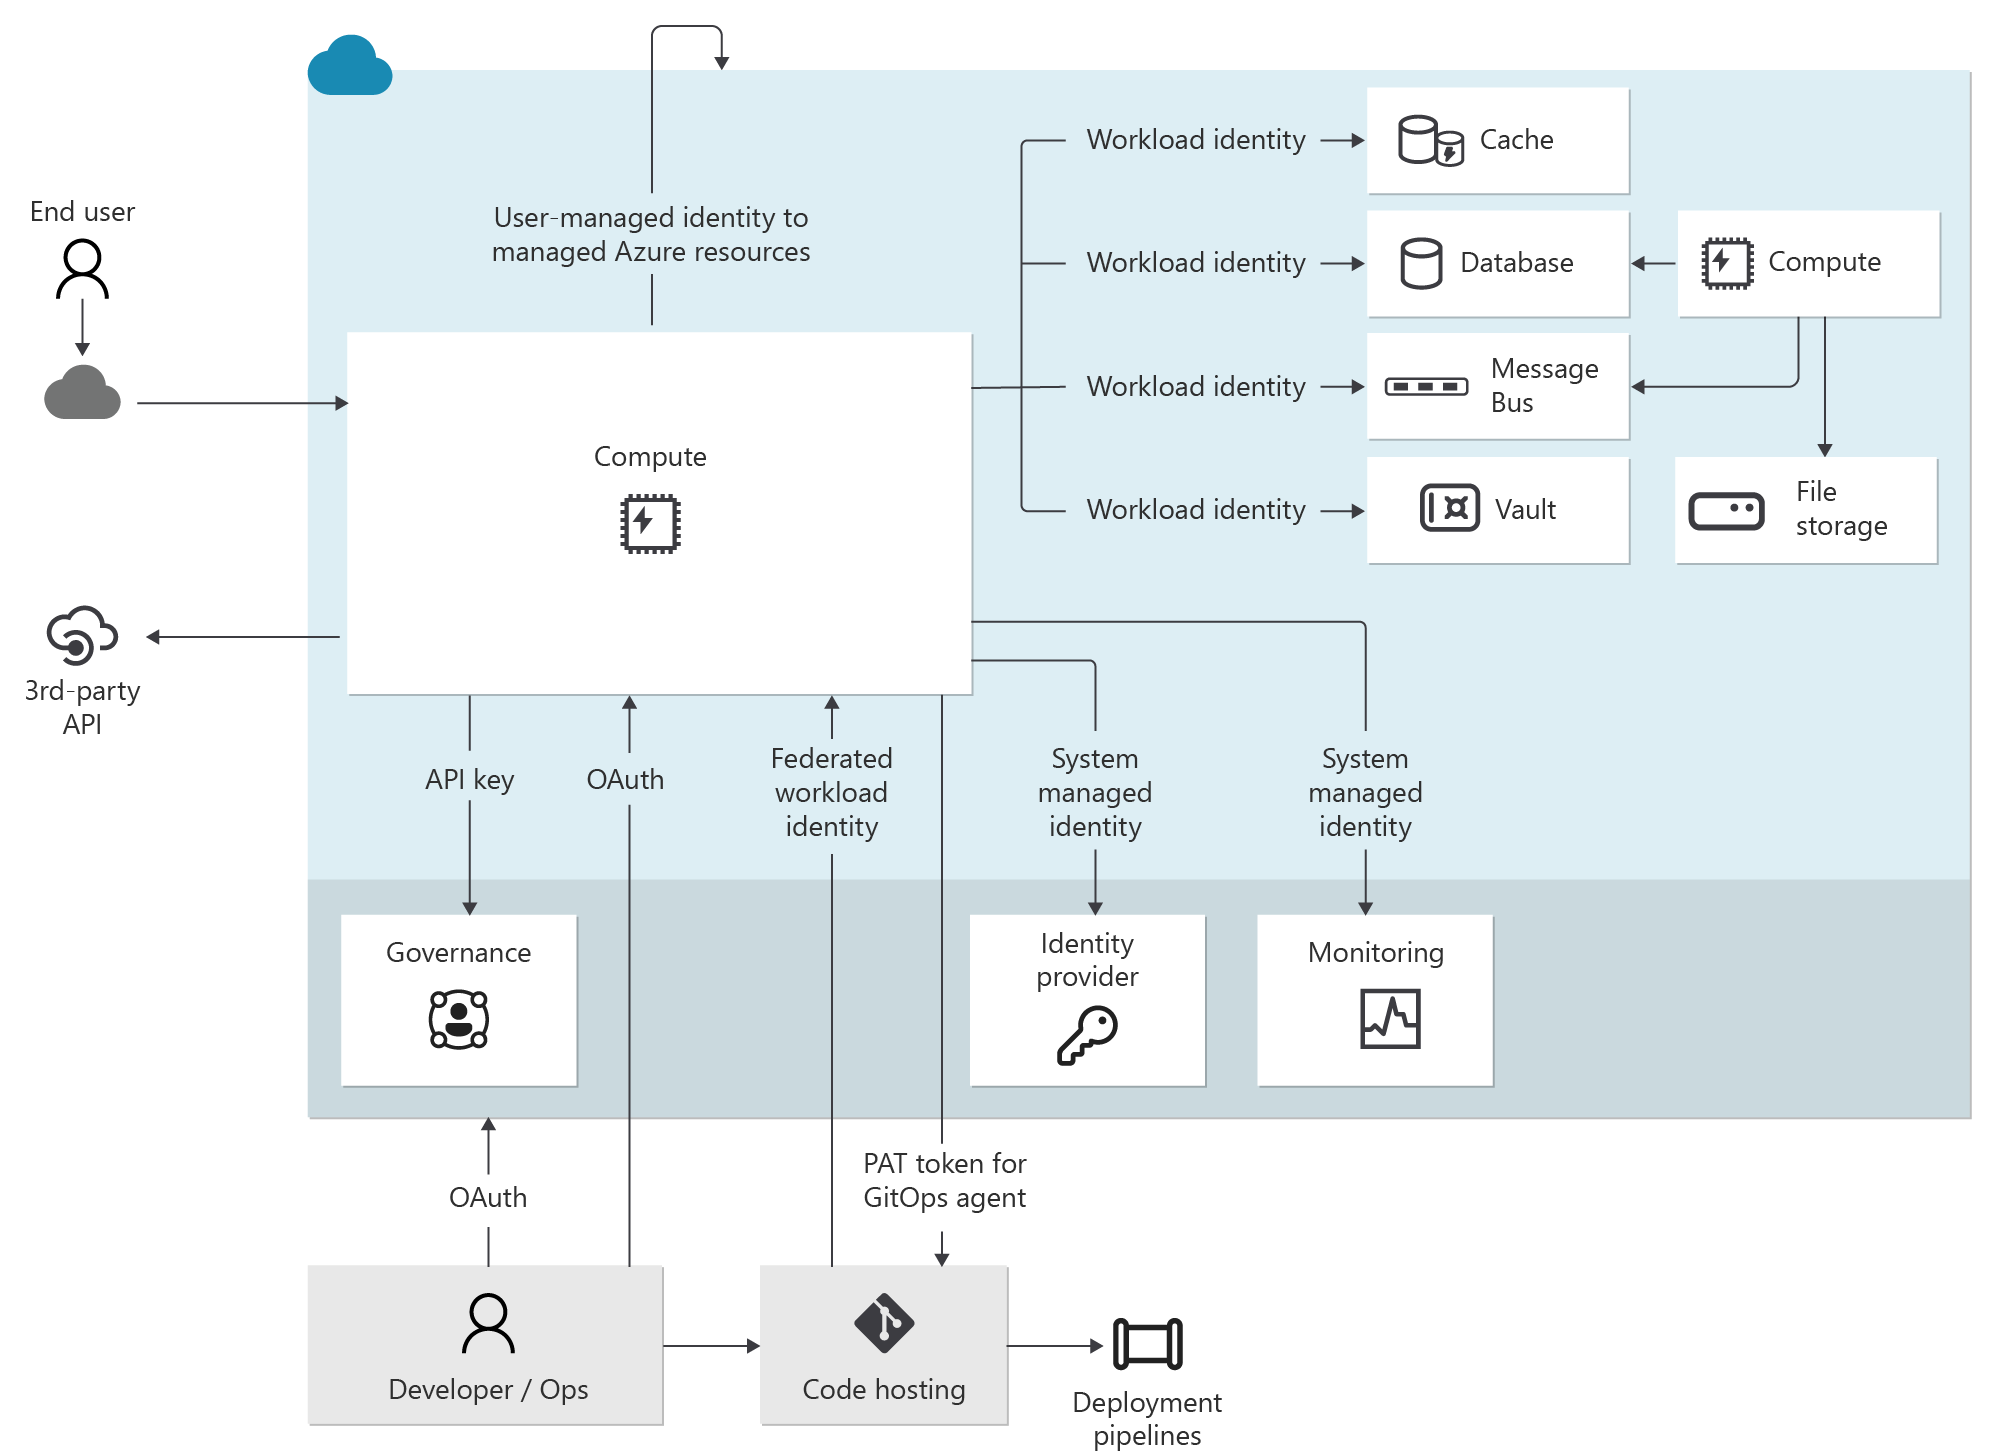 End user
3rd-party
API
User-managed identity to
managed Azure resources
Compute
Workload identity
Cache
Workload identity
Database
Compute
Workload identity
Message
Bus
Workload identity
Vault
File
storage
API key
OAuth
Federated
workload
identity
System
managed
identity
System
managed
identity
Governance
Identity
provider
Monitoring
OAuth
PAT token for
GitOps agent
Developer / Ops
Code hosting
Deployment
pipelines